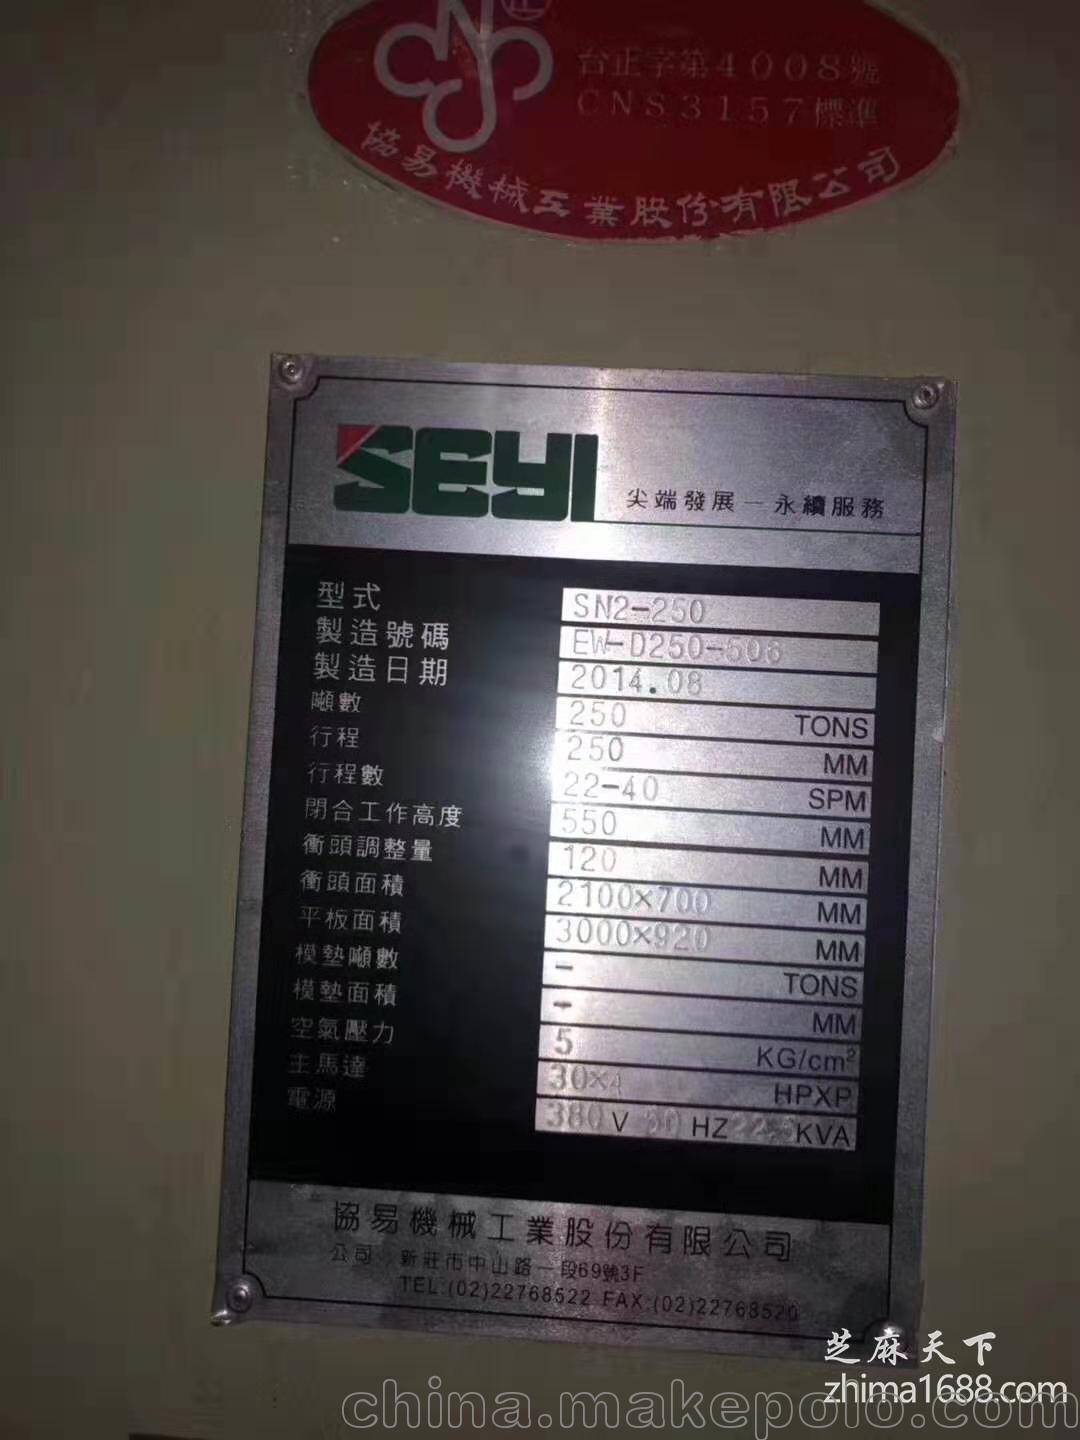 正
台正字第4008號
CNS3157標準
協易機械工業股份有限公司
SEYI 尖端發展—永續服務
型式 SN2-250
製造號碼 EW-D250-506
製造日期 2014.08
噸數 250 TONS
行程 250 MM
行程數 22-40 SPM
閉合工作高度 550 MM
衝頭調整量 120 MM
衝頭面積 2100×700 MM
平板面積 3000×920 MM
模墊噸數 - TONS
模墊面積 - MM
空氣壓力 5 KG/cm²
主馬達 30×4 HPXP
電源 380 V HZ KVA
協易機械工業股份有限公司
公司 新莊市中山路一段69號3F
TEL:(02)22768522 FAX:(02)22768520
芝麻天下
zhima1688.com
china.makepolo.com